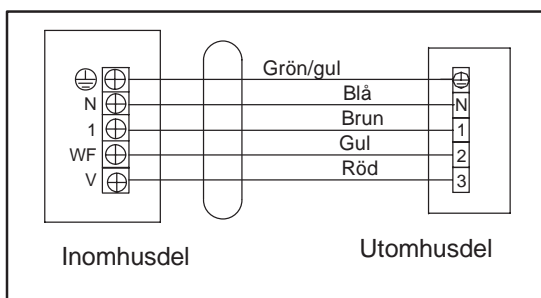 Grön/gul
N Blå N
1 Brun 1
WF Gul 2
V Röd 3
Inomhusdel Utomhusdel